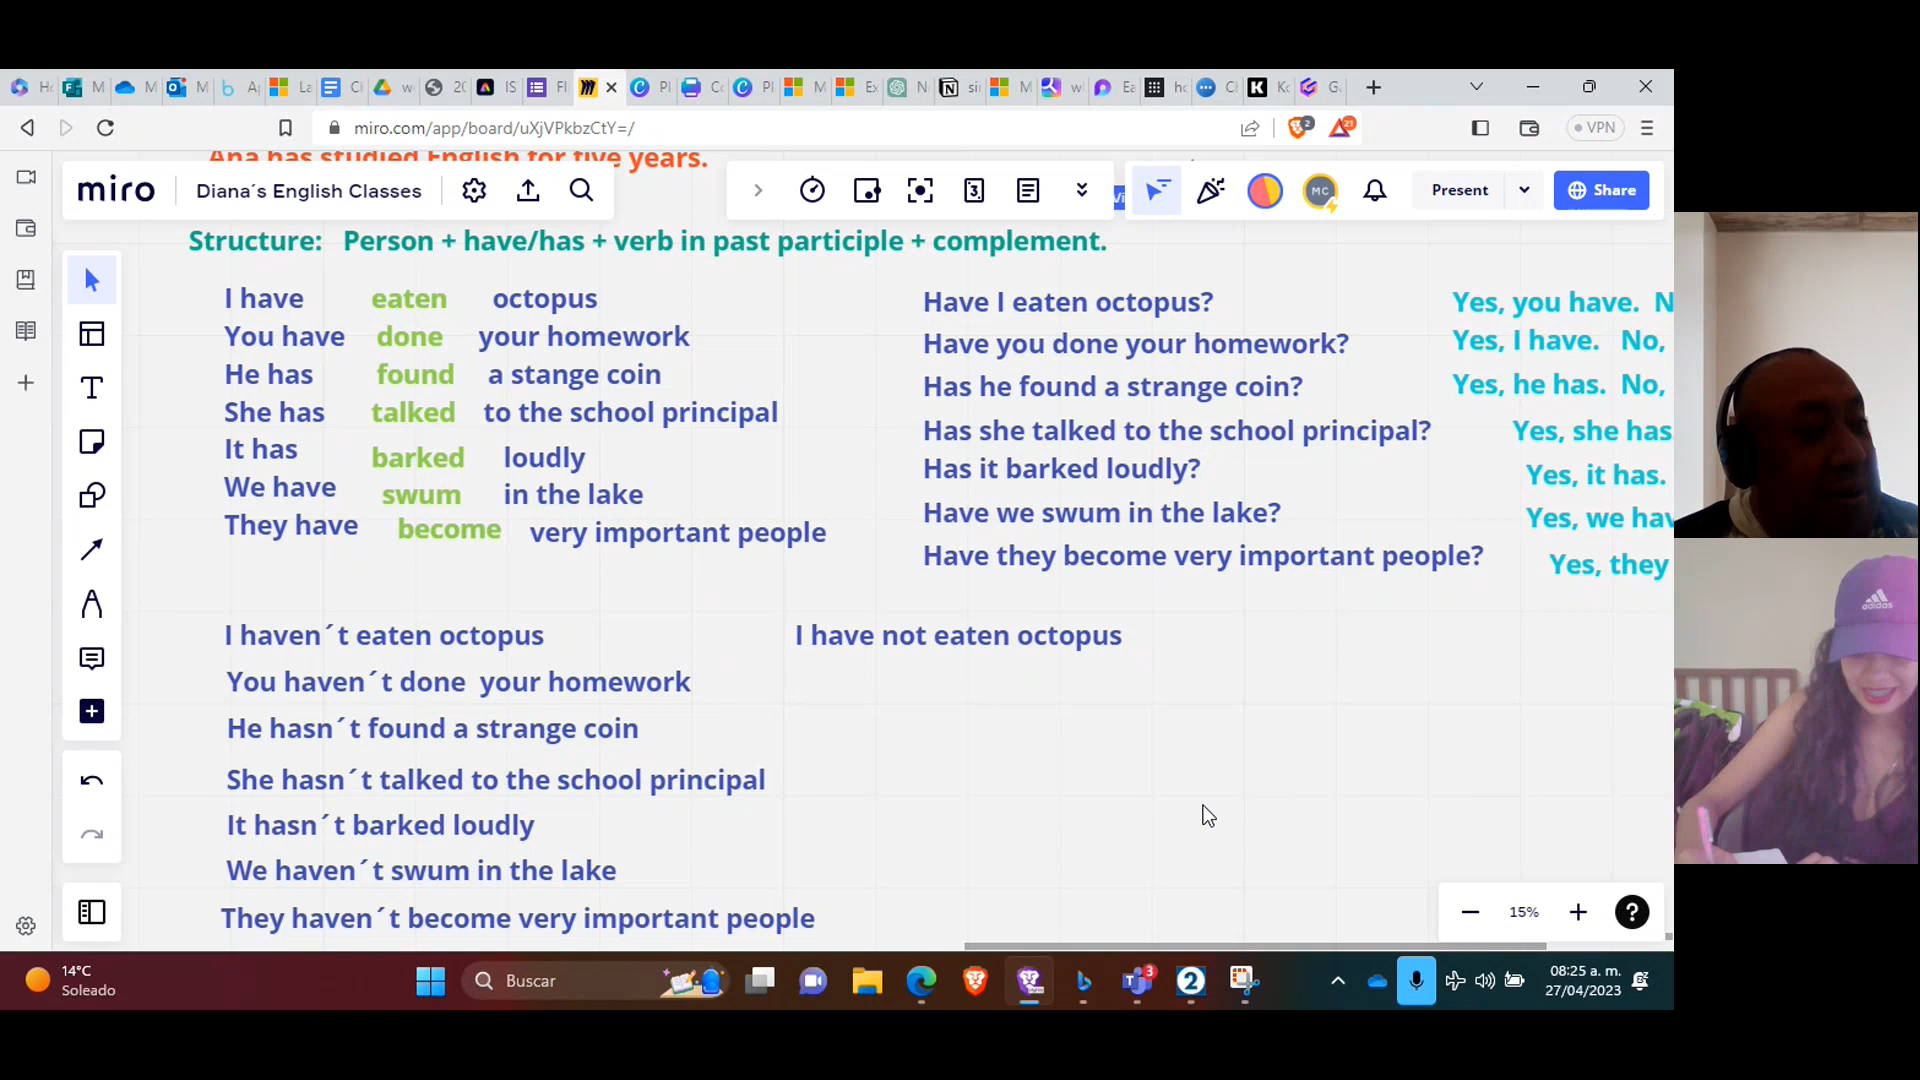 miro.com/app/board/uXjVPkbzCtY=/
2
21
VPN
Ana has studied English for five years.
miro
Diana´s English Classes
3
MC
Present
Share
Structure: Person + have/has + verb in past participle + complement.
I have eaten octopus
You have done your homework
He has found a stange coin
She has talked to the school principal
It has barked loudly
We have swum in the lake
They have become very important people
Have I eaten octopus?
Have you done your homework?
Has he found a strange coin?
Has she talked to the school principal?
Has it barked loudly?
Have we swum in the lake?
Have they become very important people?
Yes, you have. N
Yes, I have. No,
Yes, he has. No,
Yes, she has.
Yes, it has.
Yes, we hav
Yes, they
I haven´t eaten octopus
I have not eaten octopus
You haven´t done your homework
He hasn´t found a strange coin
She hasn´t talked to the school principal
It hasn´t barked loudly
We haven´t swum in the lake
They haven´t become very important people
15%
adidas
14°C
Soleado
Buscar
3
2
08:25 a. m.
27/04/2023